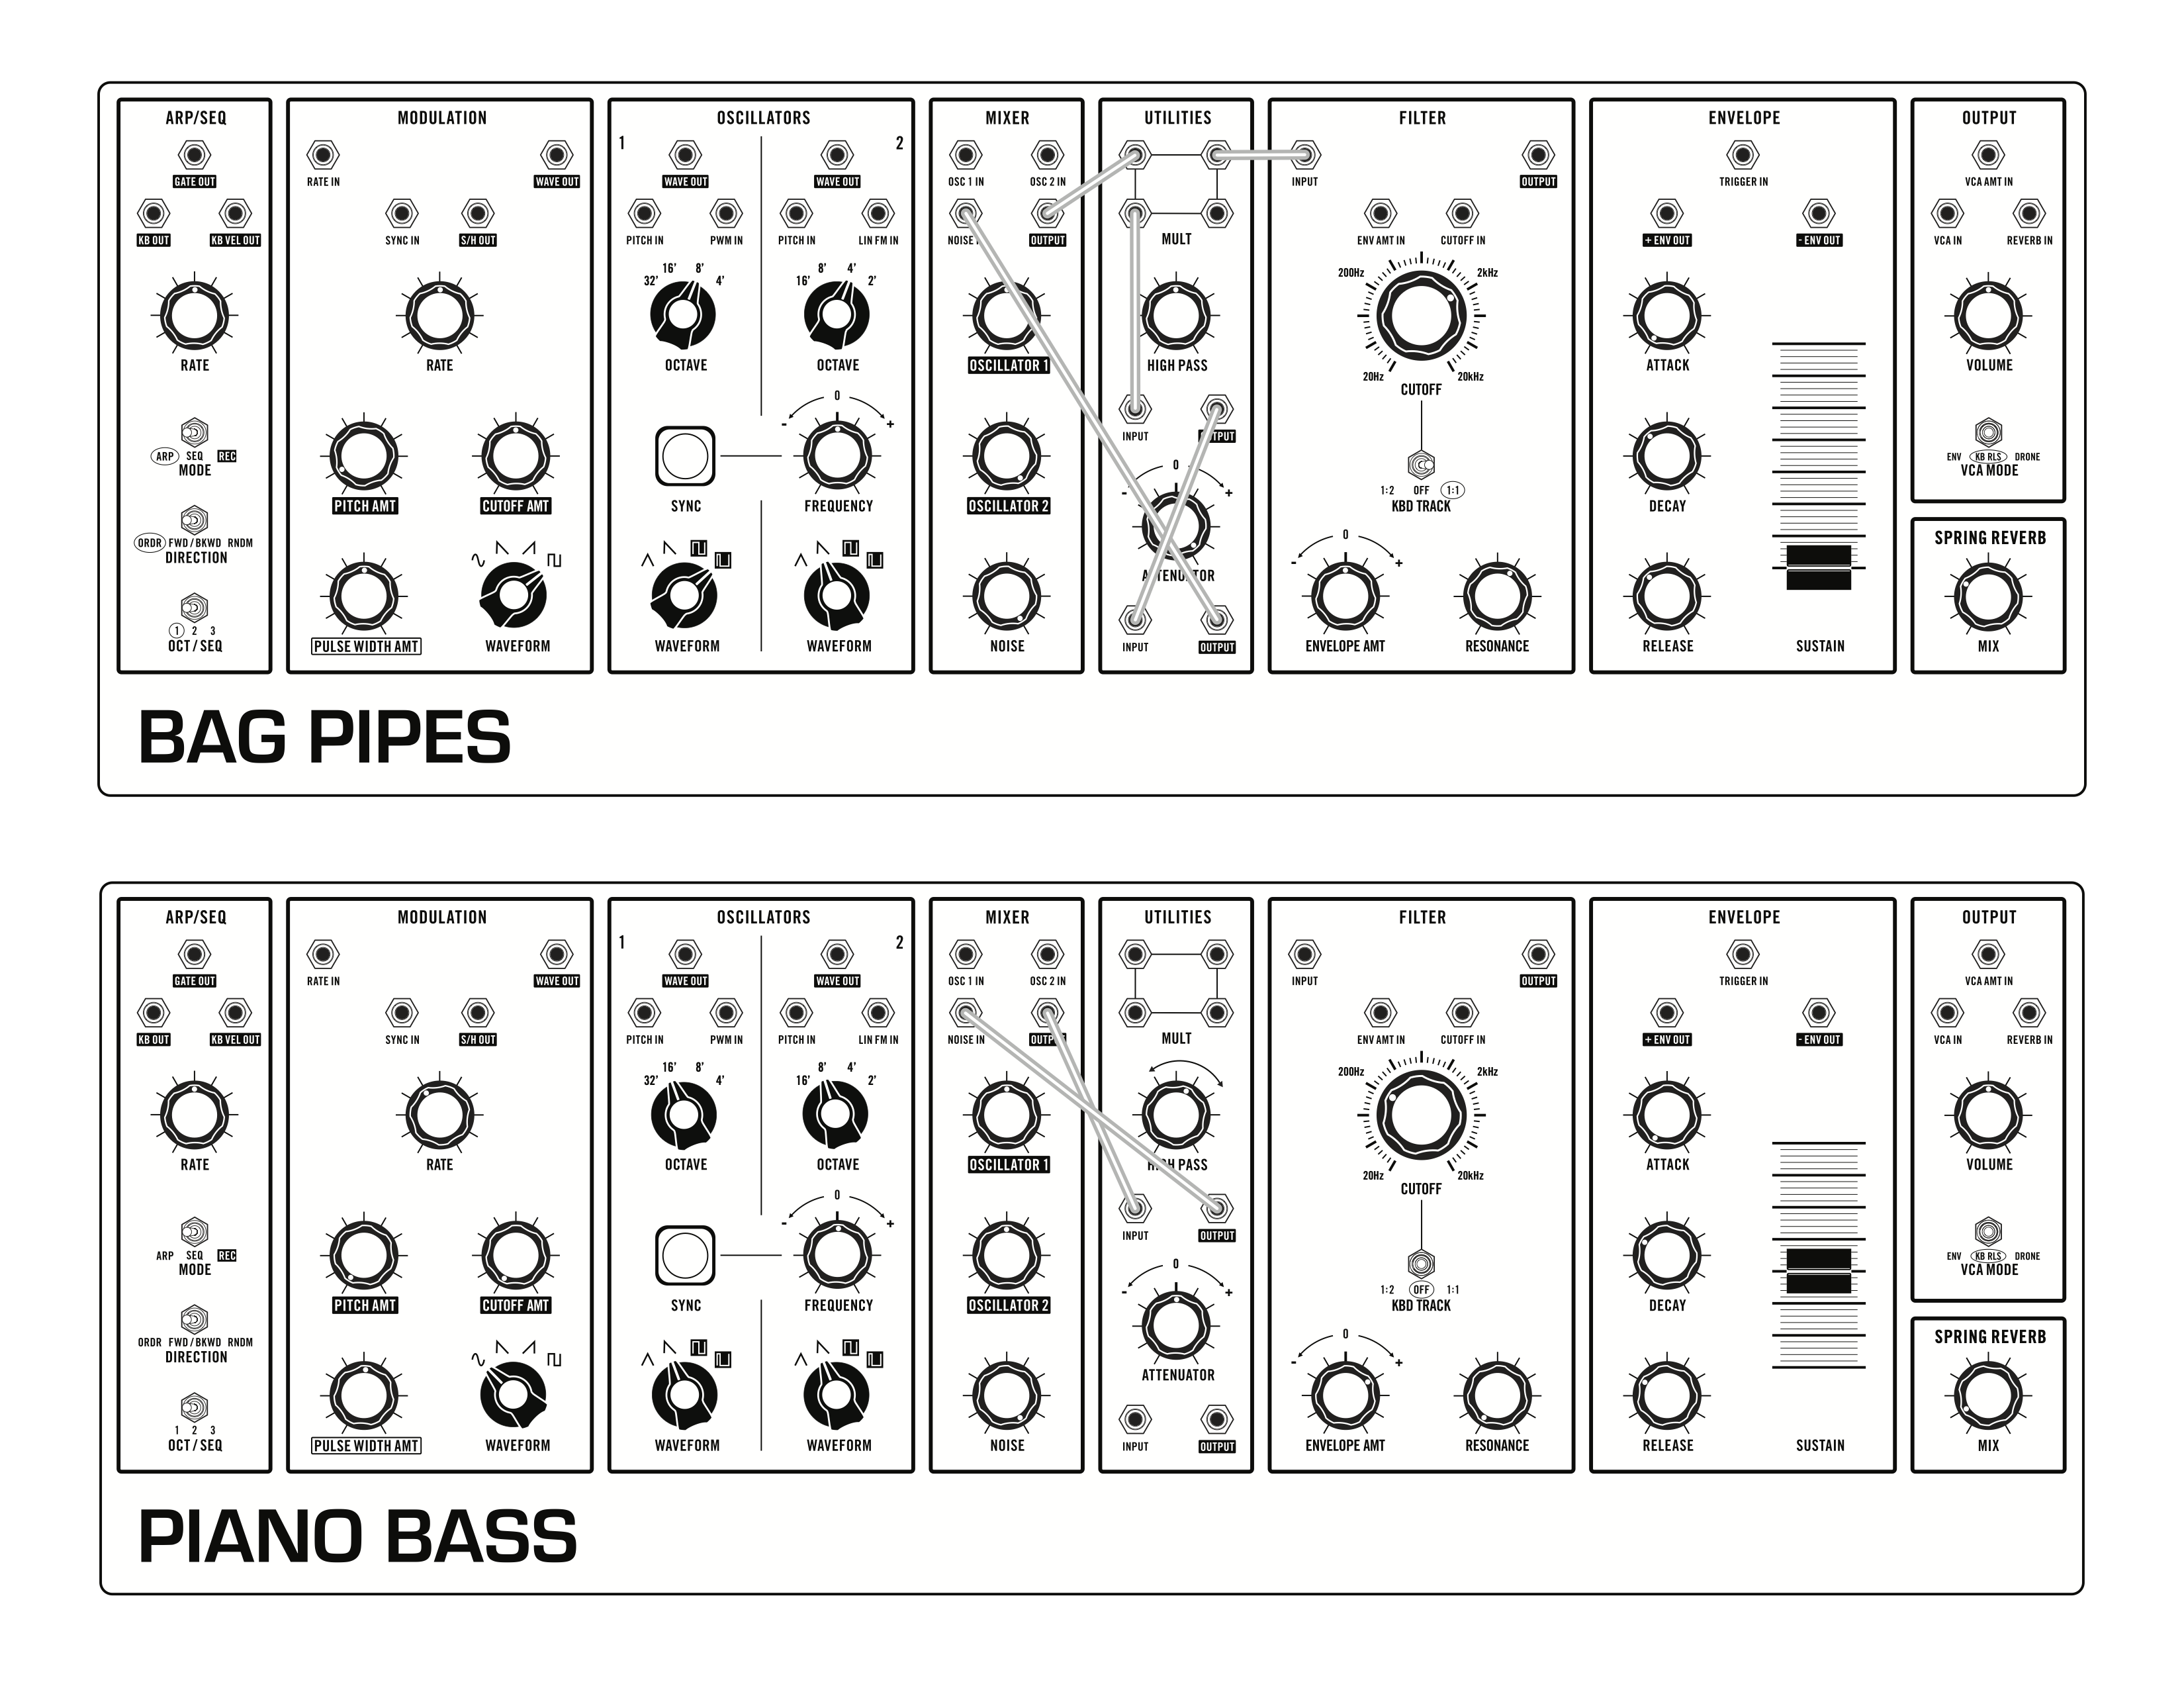 ARP/SEQ MODULATION OSCILLATORS MIXER UTILITIES FILTER ENVELOPE OUTPUT
1 2
GATE OUT RATE IN WAVE OUT WAVE OUT WAVE OUT OSC 1 IN OSC 2 IN INPUT OUTPUT TRIGGER IN VCA AMT IN
KB OUT KB VEL OUT SYNC IN S/H OUT PITCH IN PWM IN PITCH IN LIN FM IN NOISE OUTPUT MULT ENV AMT IN CUTOFF IN + ENV OUT - ENV OUT VCA IN REVERB IN
32' 16' 8' 4' 16' 8' 4' 2' 200Hz 2kHz
RATE RATE OCTAVE OCTAVE OSCILLATOR 1 HIGH PASS 20Hz 20kHz ATTACK VOLUME
CUTOFF
- 0 +
INPUT OUTPUT
ARP SEQ REC ENV KB RLS DRONE
MODE VCA MODE
- 0 + 1:2 OFF 1:1
PITCH AMT CUTOFF AMT SYNC FREQUENCY OSCILLATOR 2 KBD TRACK DECAY
ORDR FWD/BKWD RNDM
DIRECTION SPRING REVERB
ATTENUATOR - 0 +
1 2 3
OCT/SEQ PULSE WIDTH AMT WAVEFORM WAVEFORM WAVEFORM NOISE INPUT OUTPUT ENVELOPE AMT RESONANCE RELEASE SUSTAIN MIX
BAG PIPES
ARP/SEQ MODULATION OSCILLATORS MIXER UTILITIES FILTER ENVELOPE OUTPUT
1 2
GATE OUT RATE IN WAVE OUT WAVE OUT WAVE OUT OSC 1 IN OSC 2 IN INPUT OUTPUT TRIGGER IN VCA AMT IN
KB OUT KB VEL OUT SYNC IN S/H OUT PITCH IN PWM IN PITCH IN LIN FM IN NOISE IN OUTPUT MULT ENV AMT IN CUTOFF IN + ENV OUT - ENV OUT VCA IN REVERB IN
32' 16' 8' 4' 16' 8' 4' 2' 200Hz 2kHz
RATE RATE OCTAVE OCTAVE OSCILLATOR 1 HIGH PASS 20Hz 20kHz ATTACK VOLUME
CUTOFF
- 0 +
INPUT OUTPUT
ARP SEQ REC ENV KB RLS DRONE
MODE VCA MODE
- 0 + 1:2 OFF 1:1
PITCH AMT CUTOFF AMT SYNC FREQUENCY OSCILLATOR 2 KBD TRACK DECAY
ORDR FWD/BKWD RNDM
DIRECTION SPRING REVERB
ATTENUATOR - 0 +
1 2 3
OCT/SEQ PULSE WIDTH AMT WAVEFORM WAVEFORM WAVEFORM NOISE INPUT OUTPUT ENVELOPE AMT RESONANCE RELEASE SUSTAIN MIX
PIANO BASS